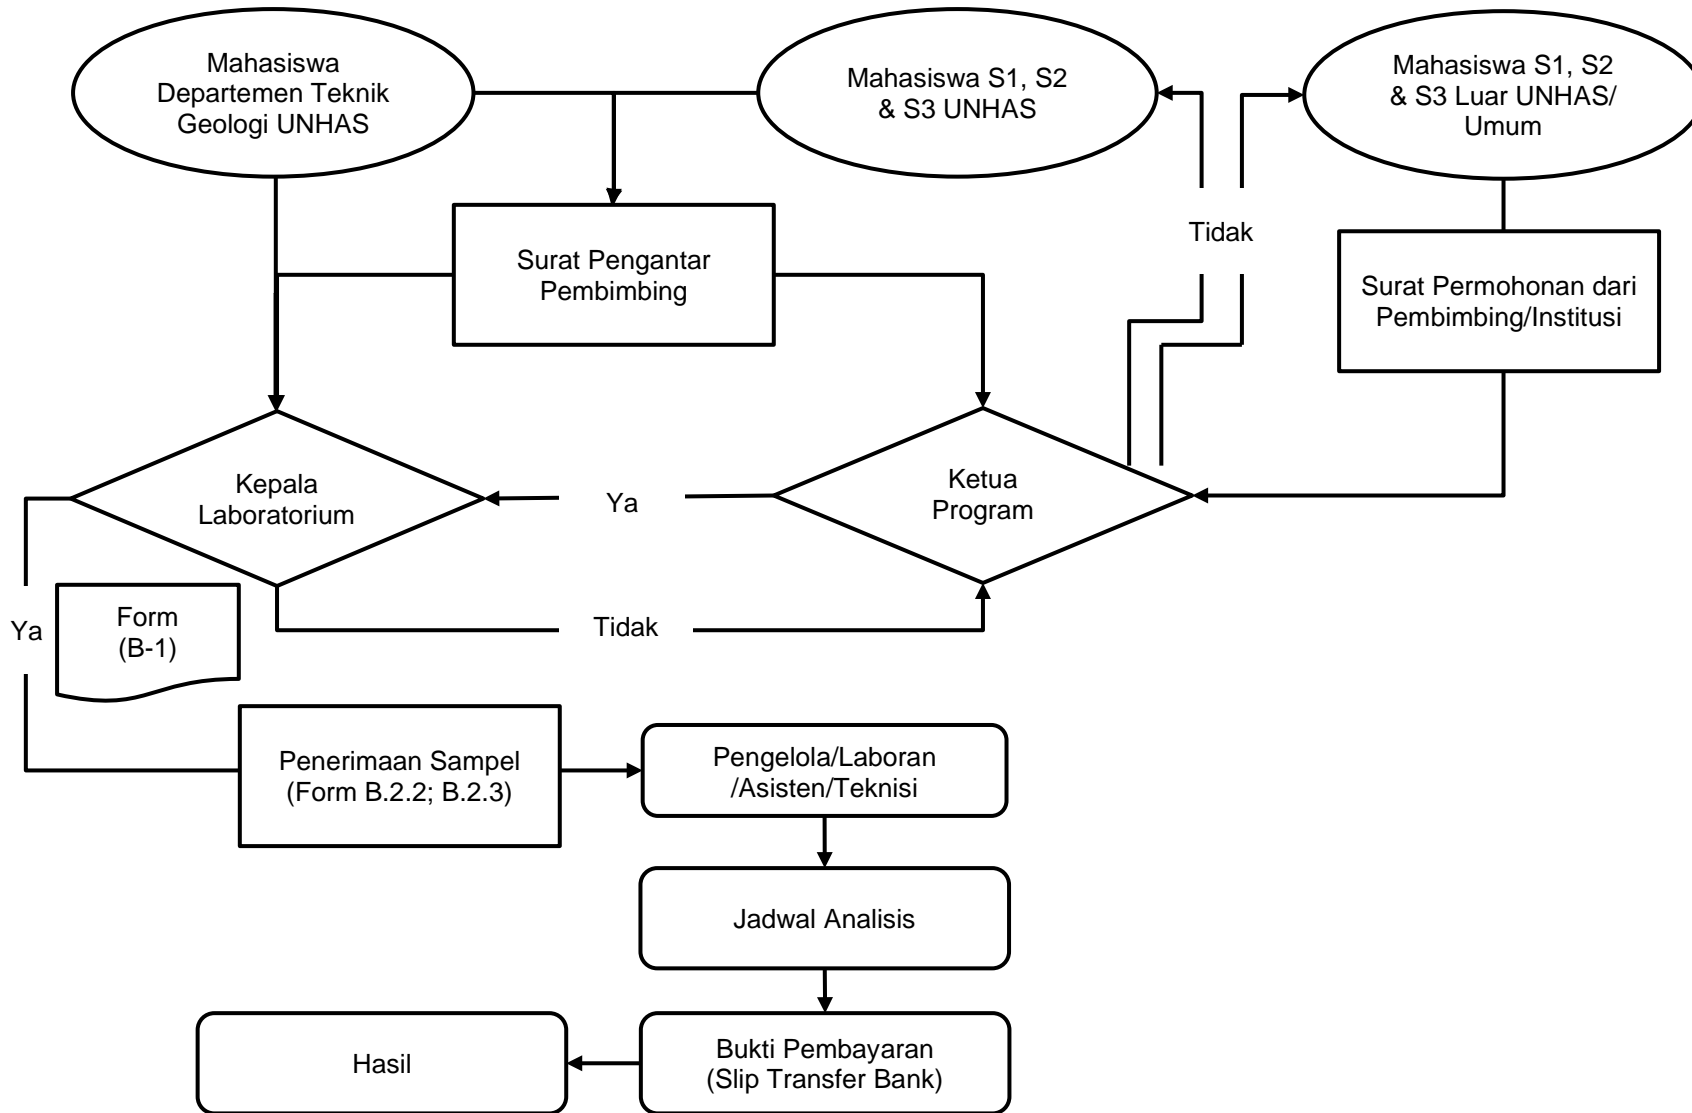 Mahasiswa
Departemen Teknik
Geologi UNHAS
Mahasiswa S1, S2
& S3 UNHAS
Mahasiswa S1, S2
& S3 Luar UNHAS/
Umum
Surat Pengantar
Pembimbing
Tidak
Surat Permohonan dari
Pembimbing/Institusi
Kepala
Laboratorium
Ya
Ketua
Program
Ya
Form
(B-1)
Tidak
Penerimaan Sampel
(Form B.2.2; B.2.3)
Pengelola/Laboran
/Asisten/Teknisi
Jadwal Analisis
Hasil
Bukti Pembayaran
(Slip Transfer Bank)